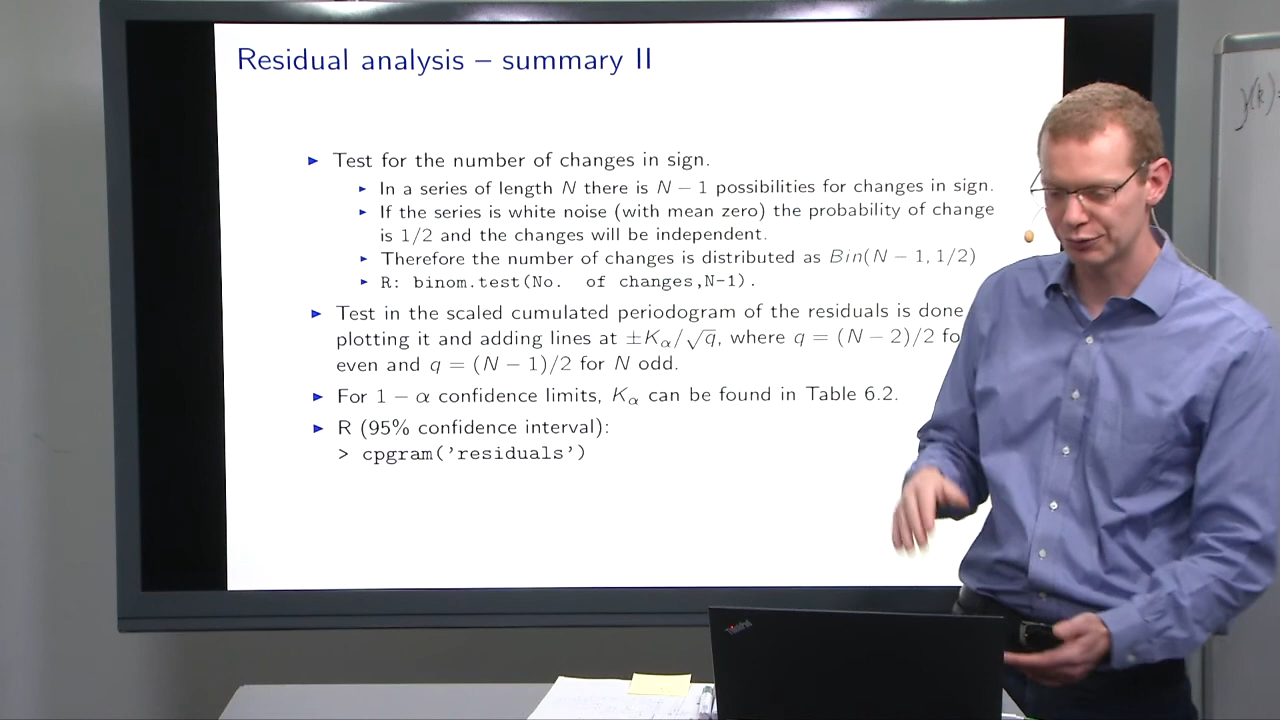 Residual analysis – summary II
▸ Test for the number of changes in sign.
▸ In a series of length N there is N − 1 possibilities for changes in sign.
▸ If the series is white noise (with mean zero) the probability of change
is 1/2 and the changes will be independent.
▸ Therefore the number of changes is distributed as Bin(N − 1, 1/2)
▸ R: binom.test(No. of changes,N-1).
▸ Test in the scaled cumulated periodogram of the residuals is done
plotting it and adding lines at ±Kα/√q, where q = (N − 2)/2 fo
even and q = (N − 1)/2 for N odd.
▸ For 1 − α confidence limits, Kα can be found in Table 6.2.
▸ R (95% confidence interval):
> cpgram('residuals')
ThinkPad